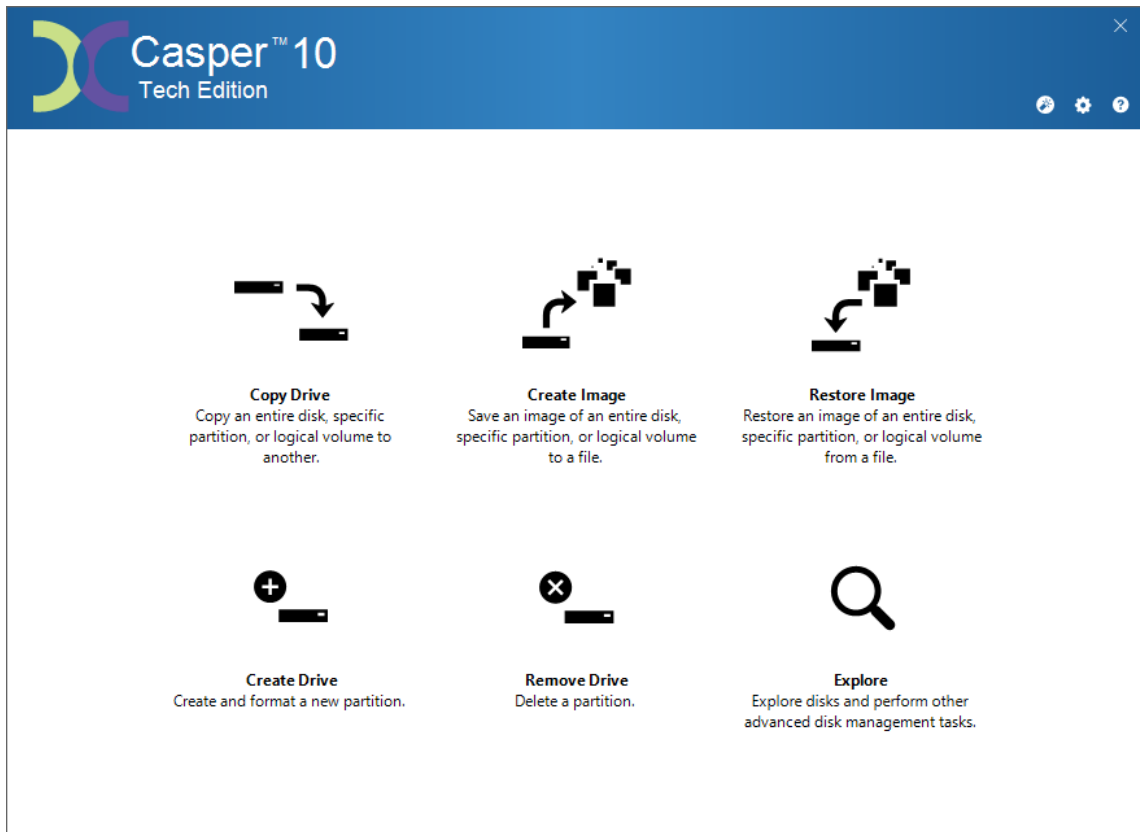 Casper™ 10
Tech Edition
Copy Drive
Copy an entire disk, specific
partition, or logical volume to
another.
Create Image
Save an image of an entire disk,
specific partition, or logical volume
to a file.
Restore Image
Restore an image of an entire disk,
specific partition, or logical volume
from a file.
Create Drive
Create and format a new partition.
Remove Drive
Delete a partition.
Explore
Explore disks and perform other
advanced disk management tasks.